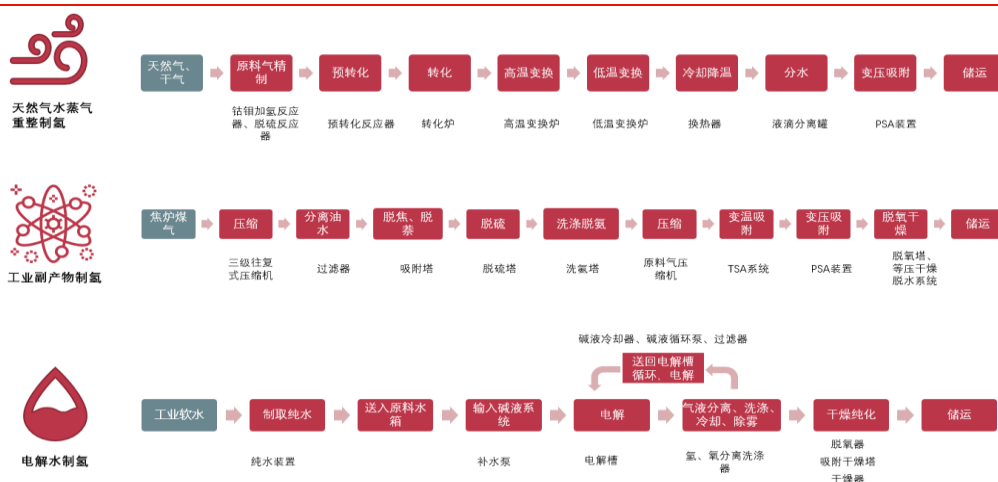 天然气水蒸气
重整制氢
天然气、
干气
原料气精
制
预转化
转化
高温变换
低温变换
冷却降温
分水
变压吸附
储运
钴钼加氢反应
器、脱硫反应
器
预转化反应器
转化炉
高温变换炉
低温变换炉
换热器
液滴分离罐
PSA装置
工业副产物制氢
焦炉煤
气
压缩
分离油
水
脱焦、脱
萘
脱硫
洗涤脱氨
压缩
变温吸
附
变压吸
附
脱氧干
燥
储运
三级往复
式压缩机
过滤器
吸附塔
脱硫塔
洗氨塔
原料气压
缩机
TSA系统
PSA装置
脱氧塔、
等压干燥
脱水系统
碱液冷却器、碱液循环泵、过滤器
送回电解槽
循环、电解
电解水制氢
工业软水
制取纯水
送入原料水
箱
输入碱液系
统
电解
气液分离、洗涤、
冷却、除雾
干燥纯化
储运
纯水装置
补水泵
电解槽
氢、氧分离洗涤
器
脱氧器
吸附干燥塔
干燥器